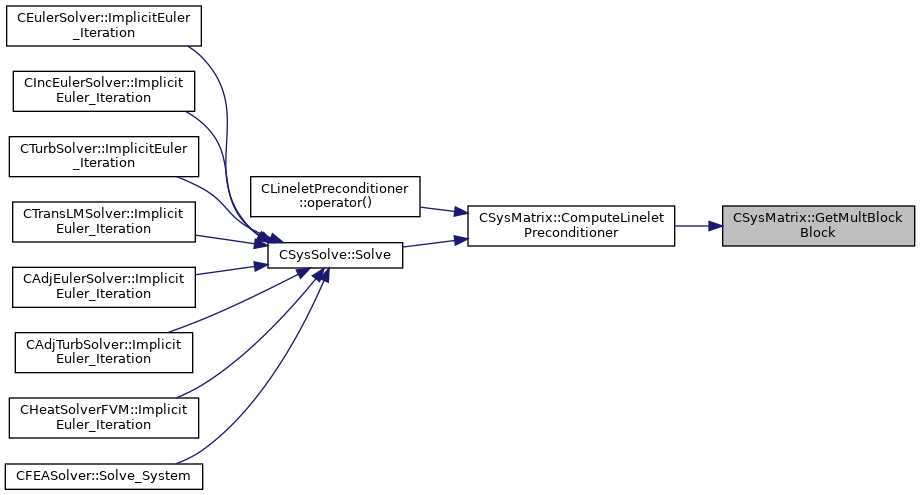 CEulerSolver::ImplicitEuler
_Iteration
CIncEulerSolver::Implicit
Euler_Iteration
CTurbSolver::ImplicitEuler
_Iteration
CTransLMSolver::Implicit
Euler_Iteration
CAdjEulerSolver::Implicit
Euler_Iteration
CAdjTurbSolver::Implicit
Euler_Iteration
CHeatSolverFVM::Implicit
Euler_Iteration
CFEASolver::Solve_System
CLineletPreconditioner
::operator()
CSysSolve::Solve
CSysMatrix::ComputeLinelet
Preconditioner
CSysMatrix::GetMultBlock
Block